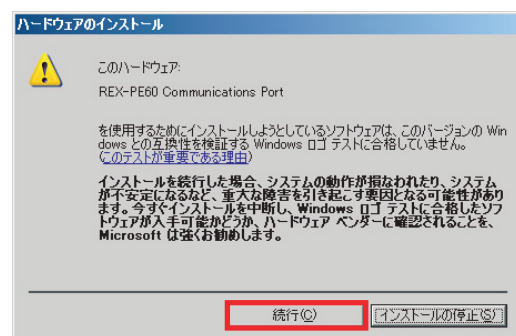 ハードウェアのインストール
このハードウェア:
REX-PE60 Communications Port
を使用するためにインストールしようとしているソフトウェアは、このバージョンの Win
dows との互換性を検証する Windows ロゴ テストに合格していません。
(このテストが重要である理由)
インストールを続行した場合、システムの動作が損なわれたり、システム
が不安定になるなど、重大な障害を引き起こす要因となる可能性があり
ます。今すぐインストールを中断し、Windows ロゴ テストに合格したソフ
トウェアが入手可能かどうか、ハードウェア ベンダーに確認されることを、
Microsoft は強くお勧めします。
続行(C) インストールの停止(S)